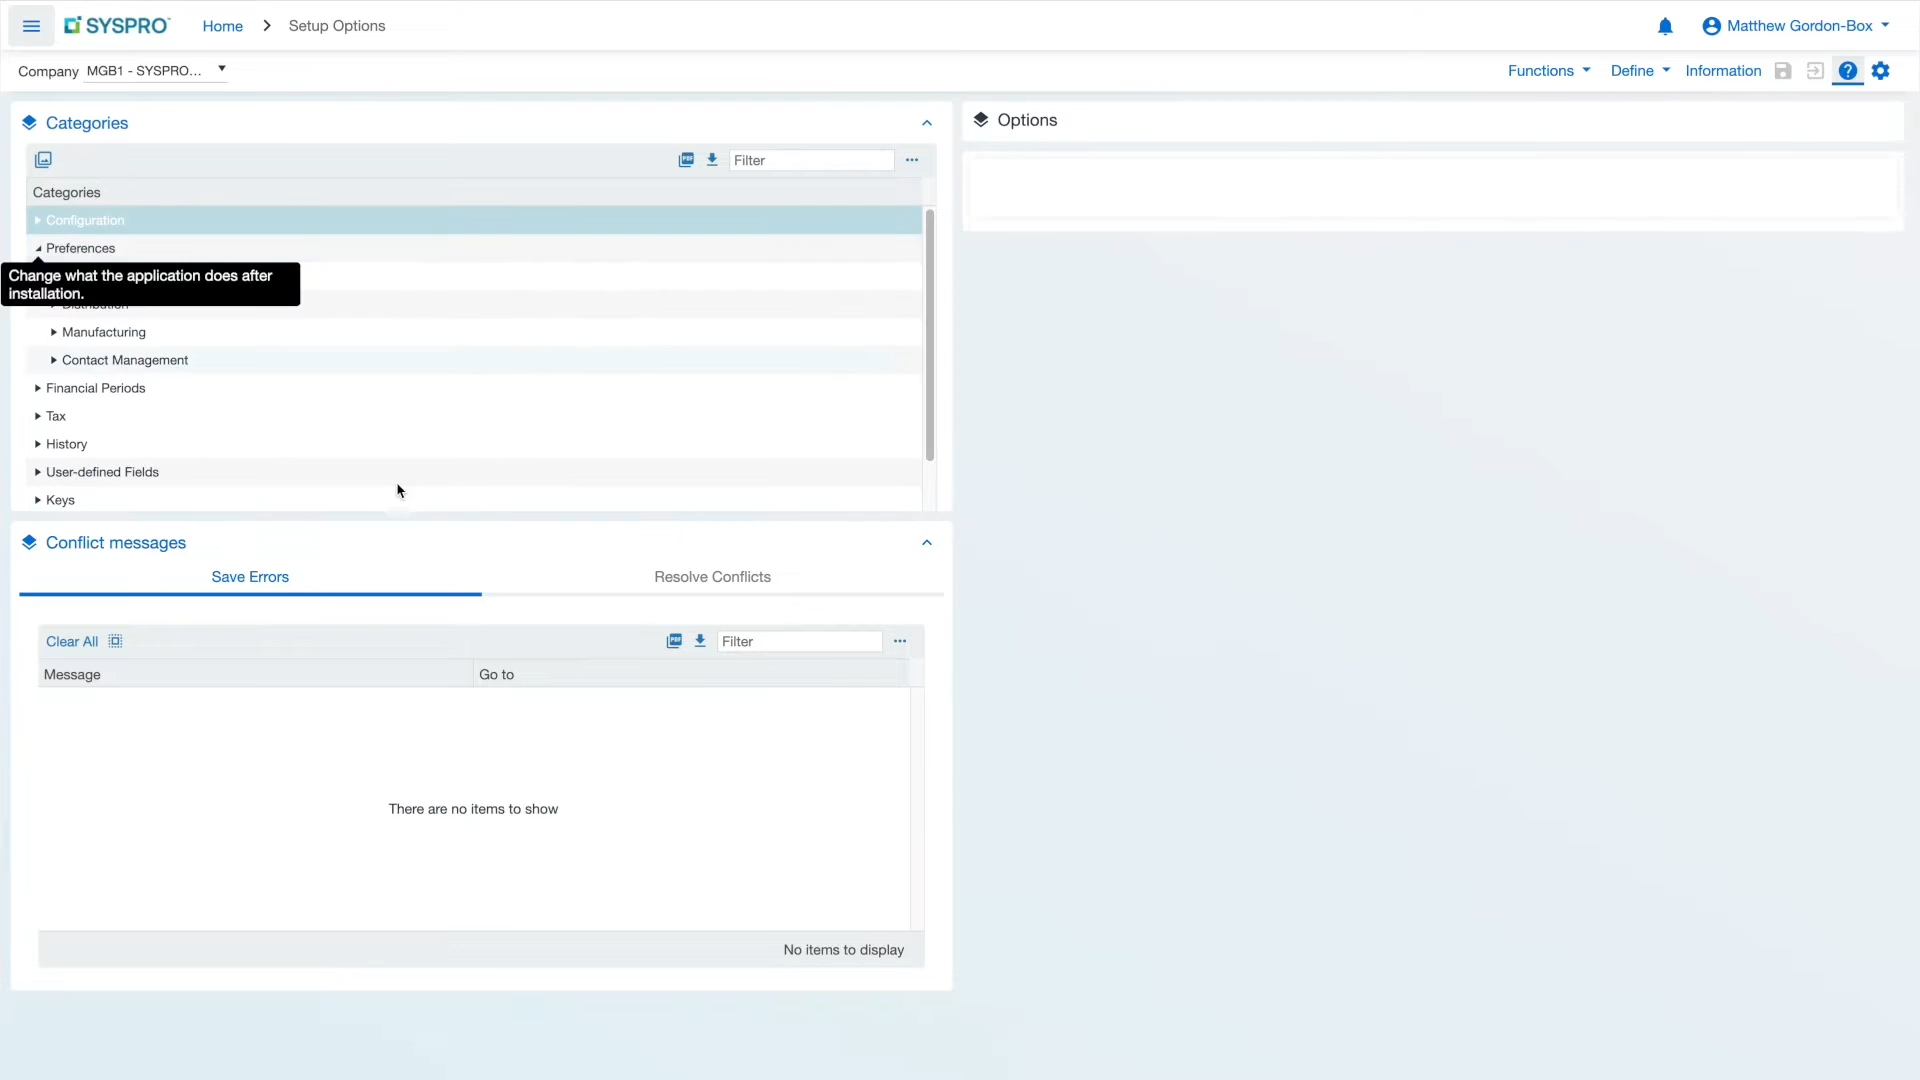 SYSPRO
Home
Setup Options
Matthew Gordon-Box
Company
MGB1 - SYSPRO...
Functions
Define
Information
Categories
PDF
Filter
Categories
Configuration
Preferences
Change what the application does after
installation.
Distribution
Manufacturing
Contact Management
Financial Periods
Tax
History
User-defined Fields
Keys
Options
Conflict messages
Save Errors
Resolve Conflicts
Clear All
PDF
Filter
Message
Go to
There are no items to show
No items to display